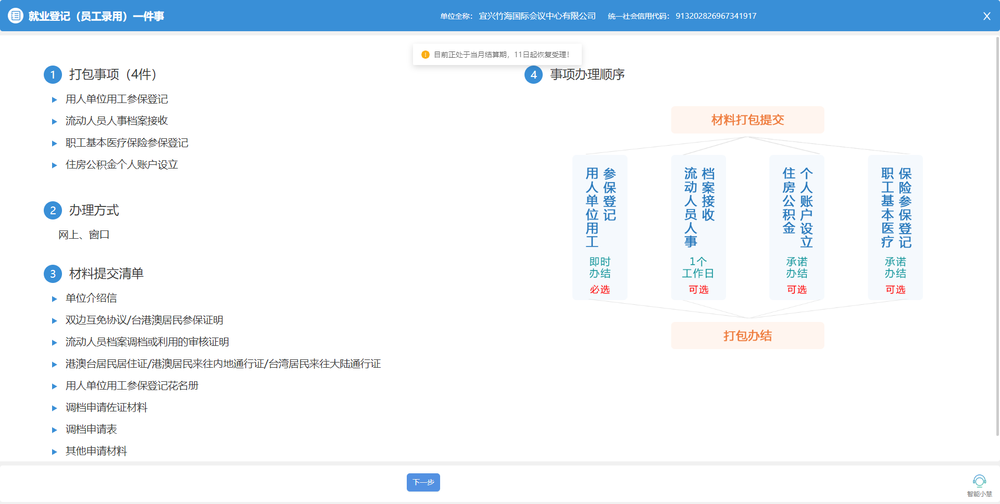 就业登记（员工录用）一件事
单位全称： 宜兴竹海国际会议中心有限公司 统一社会信用代码： 913202826967341917
X
目前正处于当月结算期，11日起恢复受理！
1 打包事项（4件）
用人单位用工参保登记
流动人员人事档案接收
职工基本医疗保险参保登记
住房公积金个人账户设立
2 办理方式
网上、窗口
3 材料提交清单
单位介绍信
双边互免协议/台港澳居民参保证明
流动人员档案调档或利用的审核证明
港澳台居民居住证/港澳居民来往内地通行证/台湾居民来往大陆通行证
用人单位用工参保登记花名册
调档申请佐证材料
调档申请表
其他申请材料
4 事项办理顺序
材料打包提交
用人单位用工
参保登记
即时
办结
必选
流动人员人事
档案接收
1个
工作日
可选
住房公积金
个人账户设立
承诺
办结
可选
职工基本医疗
保险参保登记
承诺
办结
可选
打包办结
下一步
智能小慧